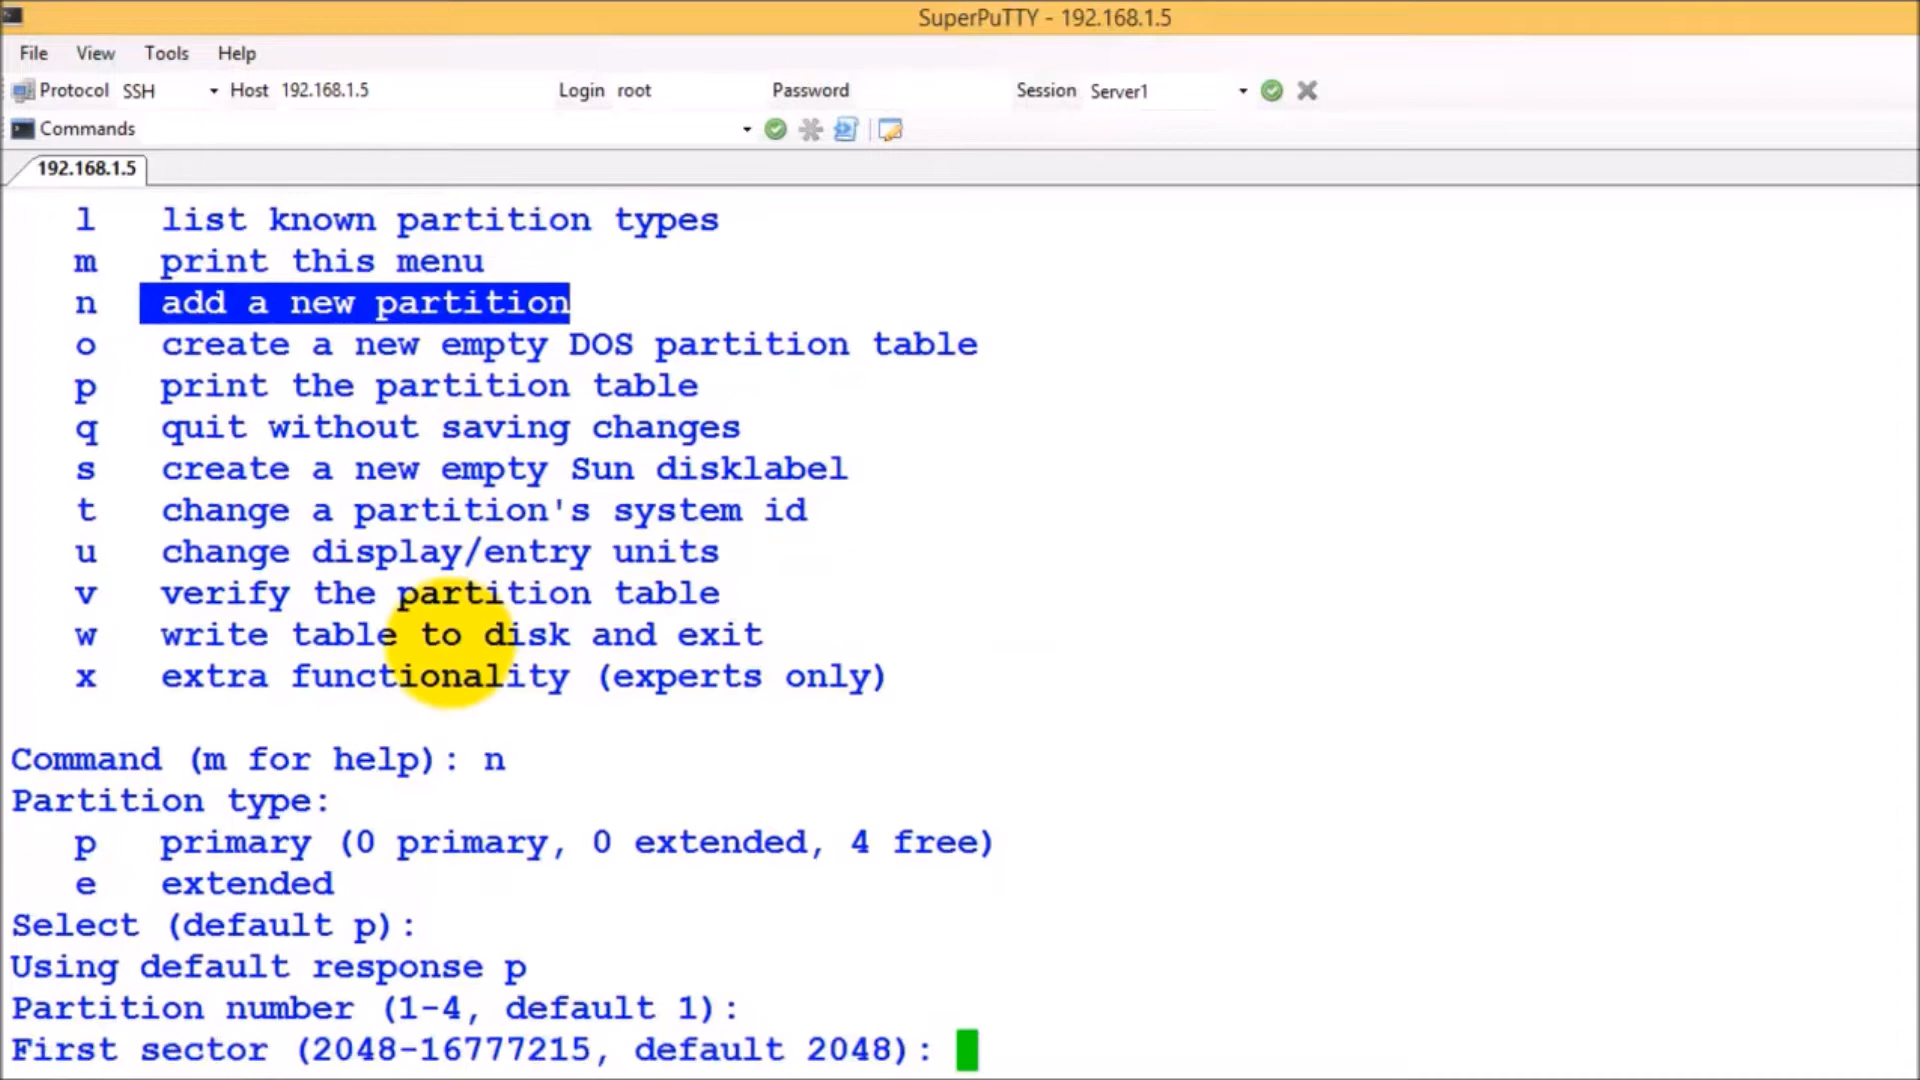 SuperPuTTY - 192.168.1.5
File View Tools Help
Protocol SSH Host 192.168.1.5 Login root Password Session Server1
Commands
192.168.1.5
l list known partition types
m print this menu
n add a new partition
o create a new empty DOS partition table
p print the partition table
q quit without saving changes
s create a new empty Sun disklabel
t change a partition's system id
u change display/entry units
v verify the partition table
w write table to disk and exit
x extra functionality (experts only)
Command (m for help): n
Partition type:
p primary (0 primary, 0 extended, 4 free)
e extended
Select (default p):
Using default response p
Partition number (1-4, default 1):
First sector (2048-16777215, default 2048):